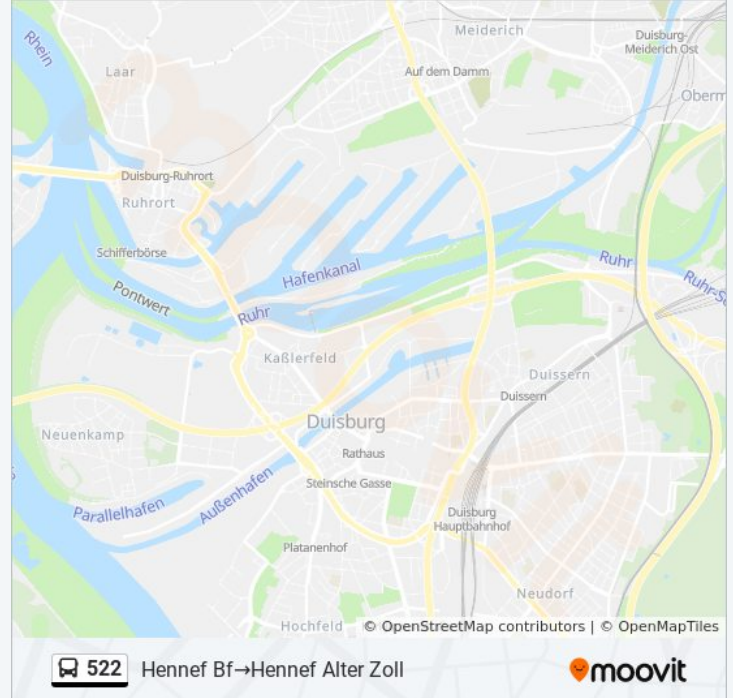 Rhein
Laar
Meiderich
Duisburg-
Meiderich Ost
Auf dem Damm
Oberm
Duisburg-Ruhrort
Ruhrort
Schifferbörse
Pontwert
Hafenkanal
Ruhr
Ruhr
Ruhr-S
Kaßlerfeld
Duissern
Duissern
Duisburg
Neuenkamp
Rathaus
Steinsche Gasse
Parallelhafen
Außenhafen
Duisburg
Hauptbahnhof
Platanenhof
Neudorf
Hochfeld
© OpenStreetMap contributors | © OpenMapTiles
522 Hennef Bf→Hennef Alter Zoll
moovit